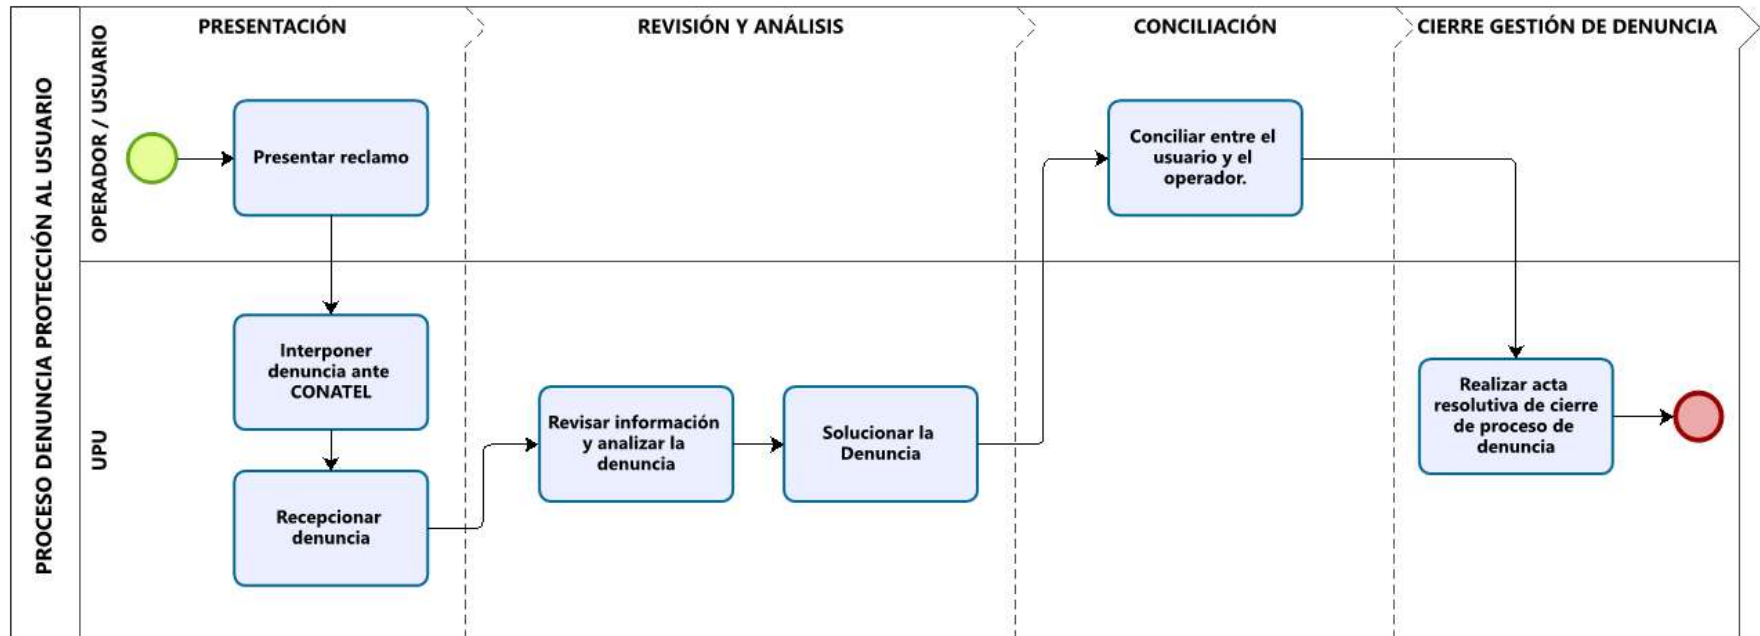 PROCESO DENUNCIA PROTECCIÓN AL USUARIO
PRESENTACIÓN
REVISIÓN Y ANÁLISIS
CONCILIACIÓN
CIERRE GESTIÓN DE DENUNCIA
OPERADOR / USUARIO
Presentar reclamo
Conciliar entre el
usuario y el
operador.
UPU
Interponer
denuncia ante
CONATEL
Recepcionar
denuncia
Revisar información
y analizar la
denuncia
Solucionar la
Denuncia
Realizar acta
resolutiva de cierre
de proceso de
denuncia